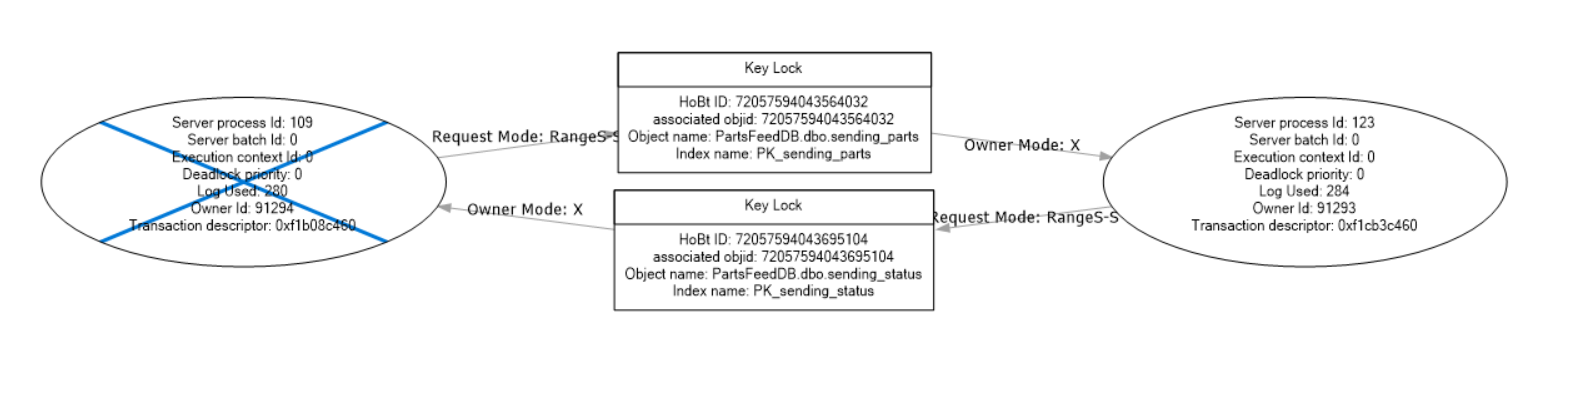 Server process Id: 109
Server batch Id: 0
Execution context Id: 0
Deadlock priority: 0
Log Used: 280
Owner Id: 91294
Transaction descriptor: 0xf1b08c460
Request Mode: RangeS-S
Owner Mode: X
Key Lock
HoBt ID: 72057594043564032
associated objid: 72057594043564032
Object name: PartsFeedDB.dbo.sending_parts
Index name: PK_sending_parts
Key Lock
HoBt ID: 72057594043695104
associated objid: 72057594043695104
Object name: PartsFeedDB.dbo.sending_status
Index name: PK_sending_status
Owner Mode: X
Request Mode: RangeS-S
Server process Id: 123
Server batch Id: 0
Execution context Id: 0
Deadlock priority: 0
Log Used: 284
Owner Id: 91293
Transaction descriptor: 0xf1cb3c460